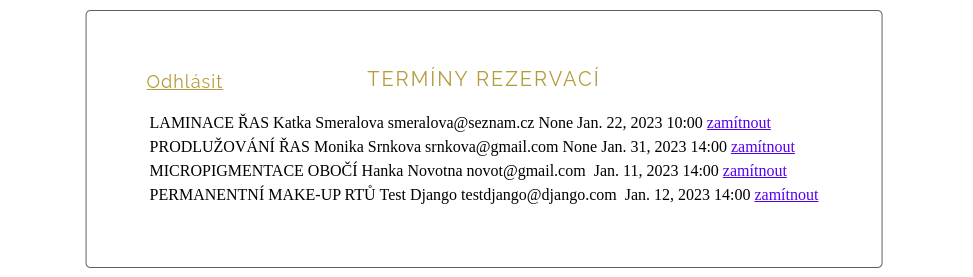 Odhlásit
TERMÍNY REZERVACÍ
LAMINACE ŘAS Katka Smeralova smeralova@seznam.cz None Jan. 22, 2023 10:00 zamítnout
PRODLUŽOVÁNÍ ŘAS Monika Srnkova srnkova@gmail.com None Jan. 31, 2023 14:00 zamítnout
MICROPIGMENTACE OBOČÍ Hanka Novotna novot@gmail.com  Jan. 11, 2023 14:00 zamítnout
PERMANENTNÍ MAKE-UP RTŮ Test Django testdjango@django.com  Jan. 12, 2023 14:00 zamítnout